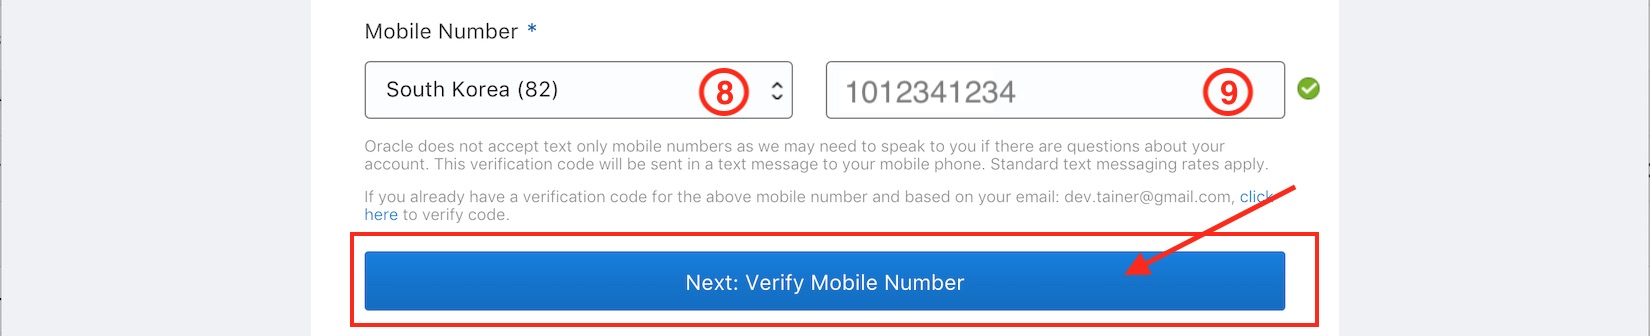 Mobile Number *
South Korea (82) 8 1012341234 9
Oracle does not accept text only mobile numbers as we may need to speak to you if there are questions about your
account. This verification code will be sent in a text message to your mobile phone. Standard text messaging rates apply.
If you already have a verification code for the above mobile number and based on your email: dev.tainer@gmail.com, click
here to verify code.
Next: Verify Mobile Number